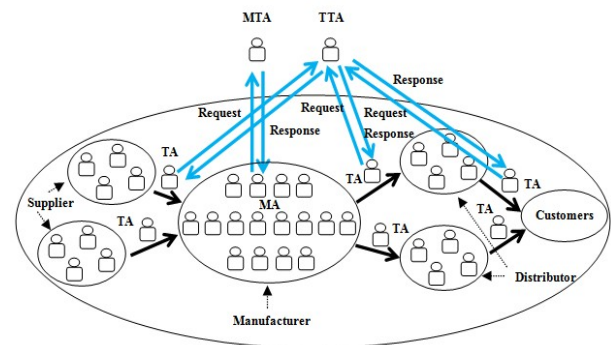 MTA
TTA
Response
Request
Request
Request
Response
Response
TA
TA
TA
MA
Supplier
TA
TA
TA
Customers
Distributor
Manufacturer